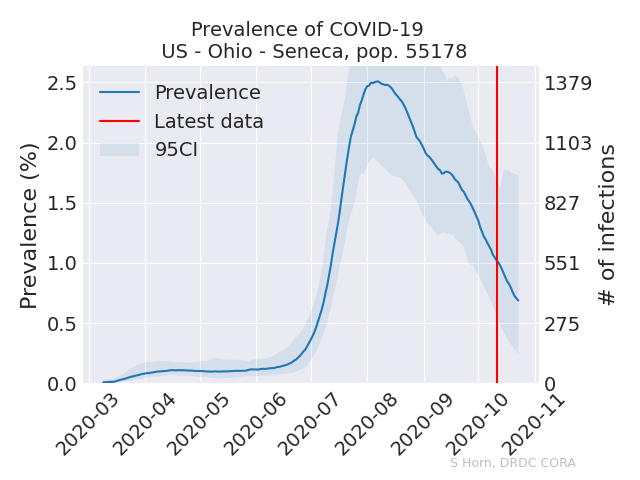 Prevalence of COVID-19
US - Ohio - Seneca, pop. 55178
Prevalence
Latest data
95CI
Prevalence (%)
2.5
2.0
1.5
1.0
0.5
0.0
1379
1103
827
551
275
0
# of infections
2020-03
2020-04
2020-05
2020-06
2020-07
2020-08
2020-09
2020-10
2020-11
S Horn, DRDC CORA